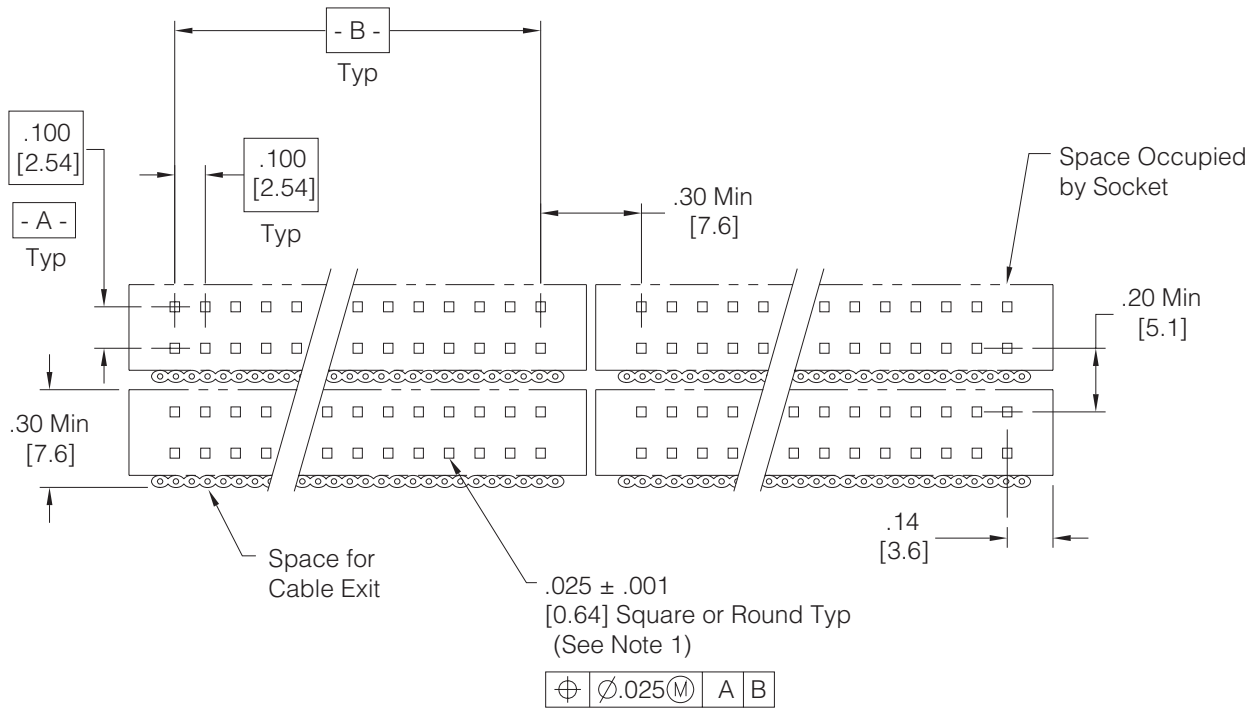 - B -
Typ
.100
[2.54]
- A -
Typ
.100
[2.54]
Typ
.30 Min
[7.6]
Space Occupied
by Socket
.20 Min
[5.1]
.30 Min
[7.6]
.14
[3.6]
Space for
Cable Exit
.025 ± .001
[0.64] Square or Round Typ
(See Note 1)
⌖ ∅.025Ⓜ A B